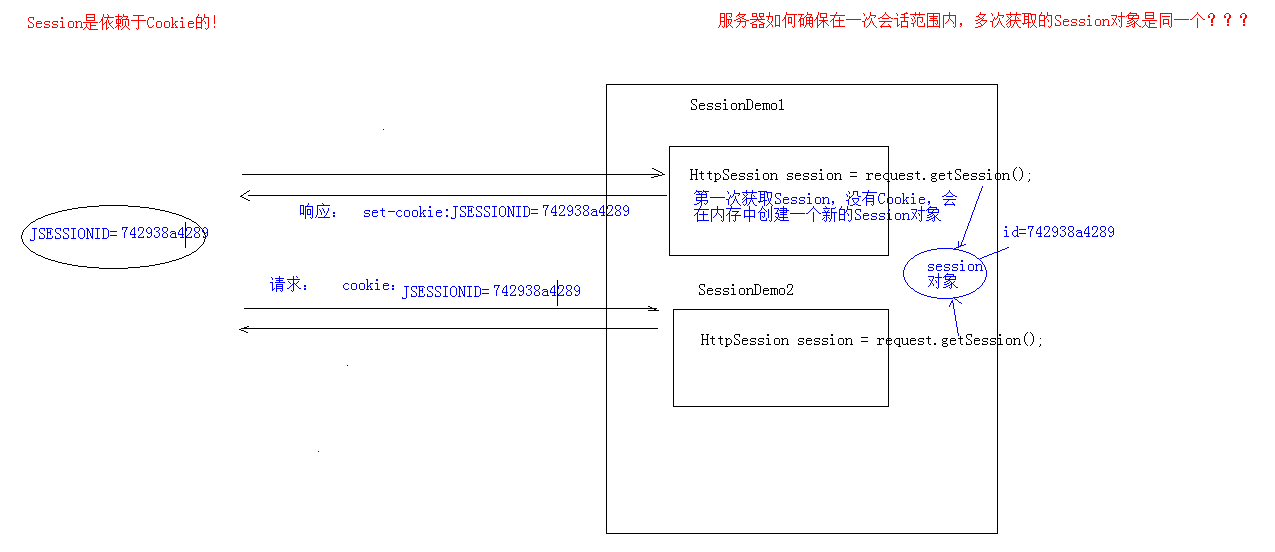 Session是依赖于Cookie的!
服务器如何确保在一次会话范围内，多次获取的Session对象是同一个？？？
SessionDemo1
HttpSession session = request.getSession();
第一次获取Session，没有Cookie，会
在内存中创建一个新的Session对象
响应： set-cookie:JSESSIONID=742938a4289
JSESSIONID=742938a4289
id=742938a4289
session
对象
请求： cookie：JSESSIONID=742938a4289
SessionDemo2
HttpSession session = request.getSession();